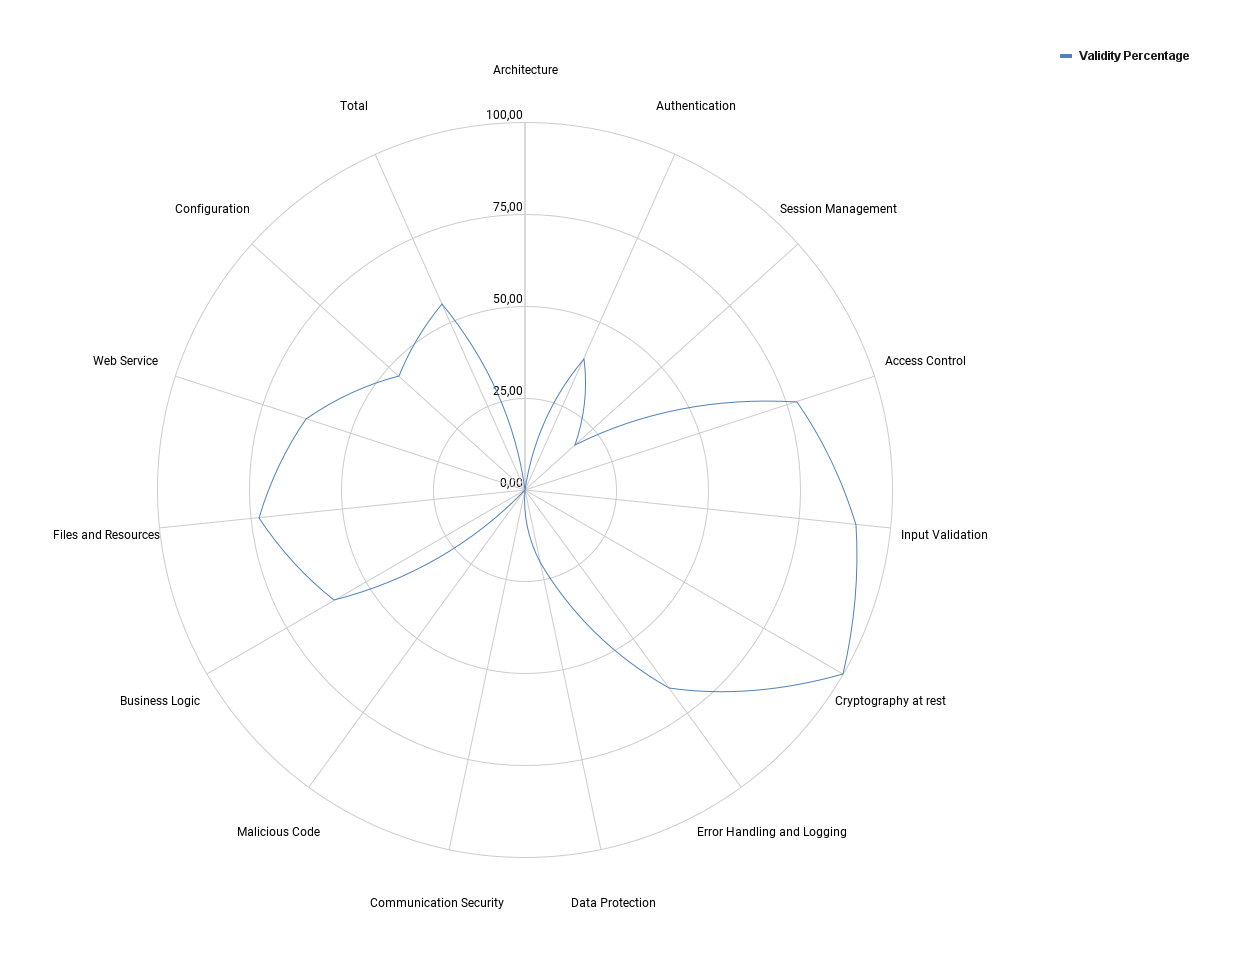 Validity Percentage
Architecture
Total
Authentication
100,00
Configuration
75,00
Session Management
50,00
Web Service
25,00
Access Control
0,00
Files and Resources
Input Validation
Business Logic
Cryptography at rest
Malicious Code
Error Handling and Logging
Communication Security
Data Protection